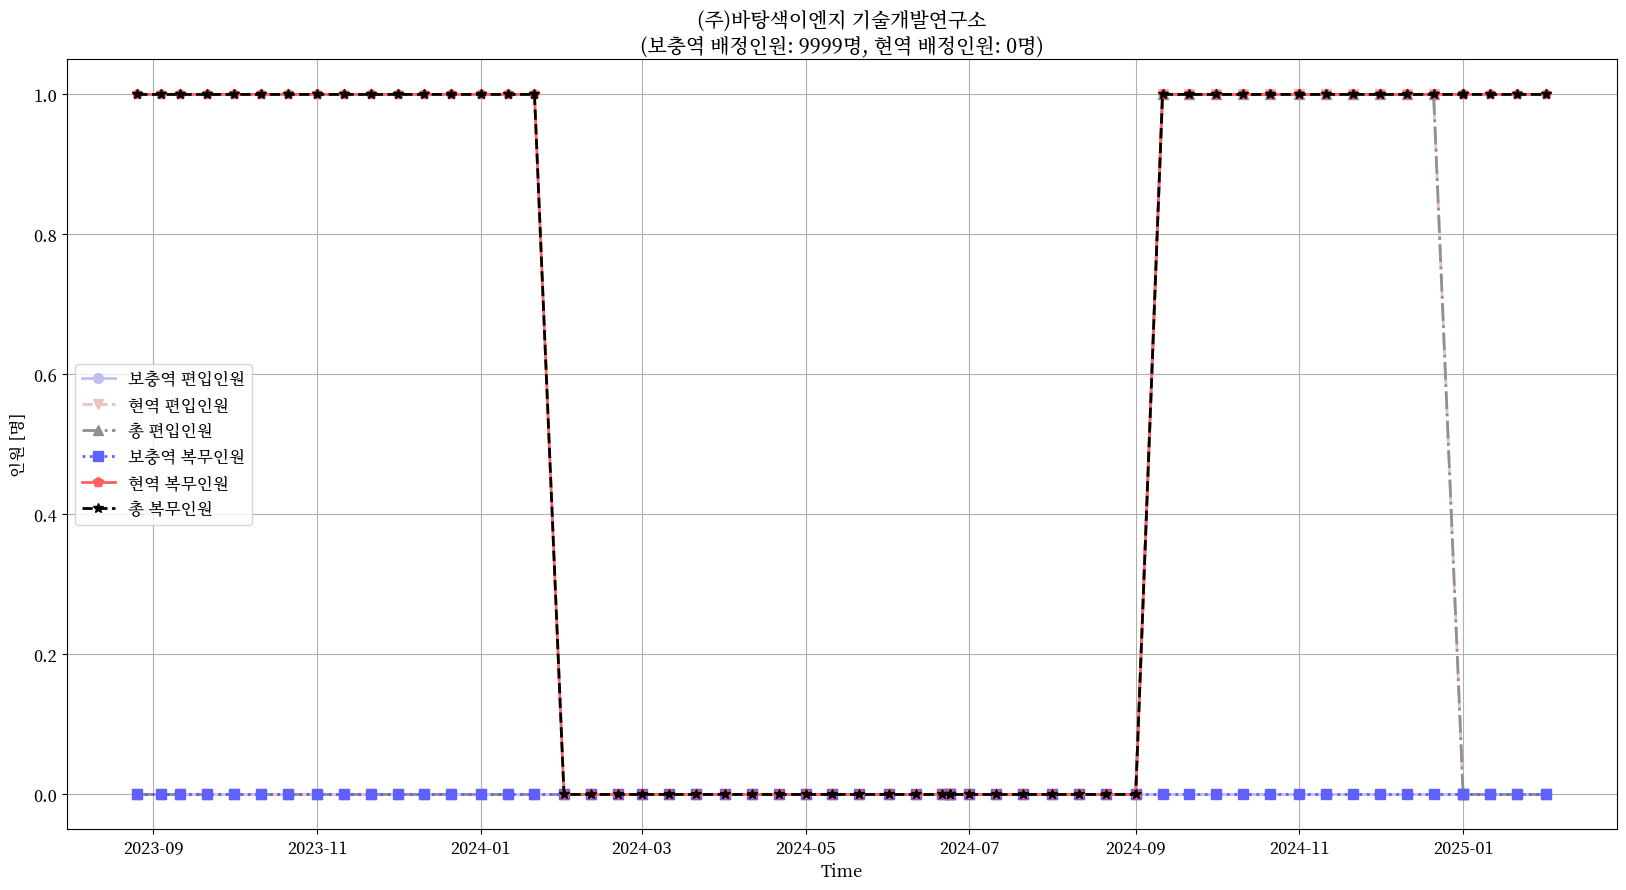 (주)바탕색이엔지 기술개발연구소
(보충역 배정인원: 9999명, 현역 배정인원: 0명)
1.0
0.8
0.6
0.4
0.2
0.0
인원 [명]
보충역 편입인원
현역 편입인원
총 편입인원
보충역 복무인원
현역 복무인원
총 복무인원
2023-09
2023-11
2024-01
2024-03
2024-05
2024-07
2024-09
2024-11
2025-01
Time